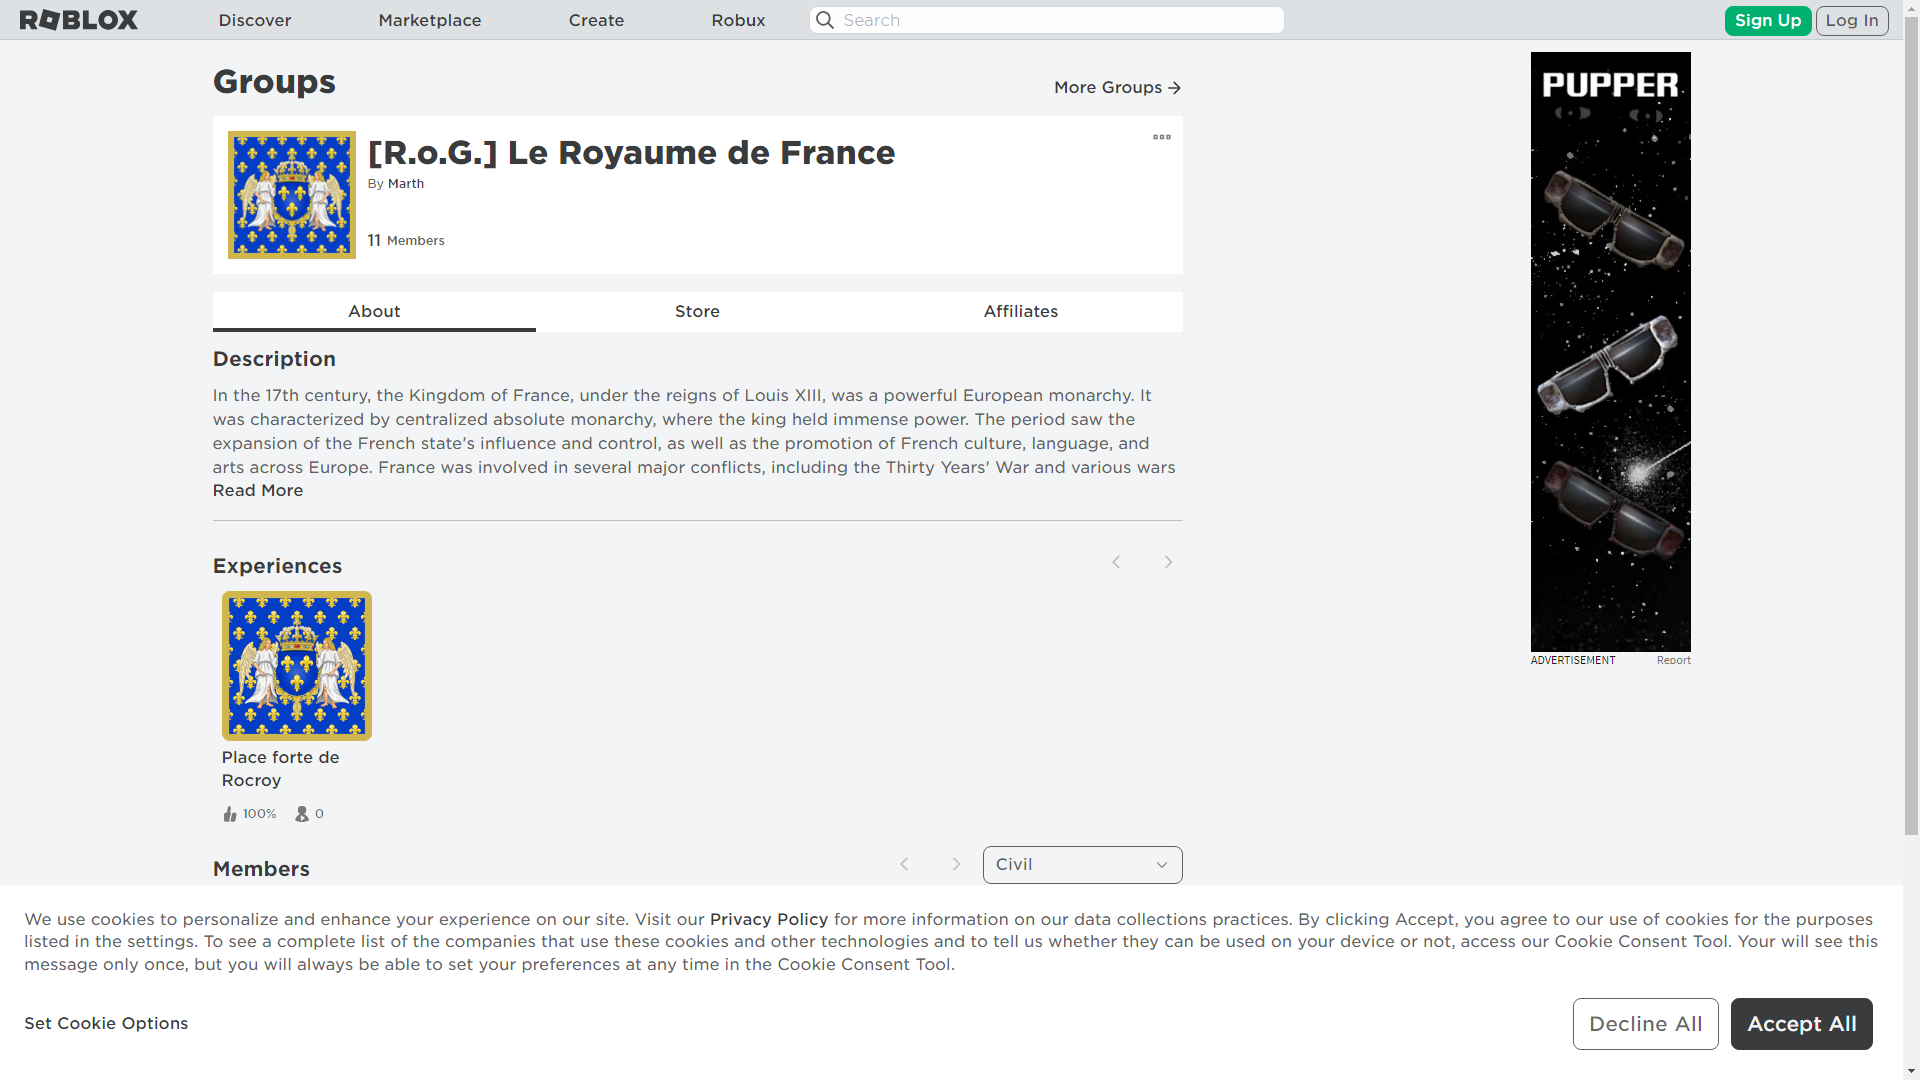 ROBLOX
Discover
Marketplace
Create
Robux
Search
Sign Up
Log In
Groups
More Groups
[R.o.G.] Le Royaume de France
By Marth
11 Members
About
Store
Affiliates
Description
In the 17th century, the Kingdom of France, under the reigns of Louis XIII, was a powerful European monarchy. It
was characterized by centralized absolute monarchy, where the king held immense power. The period saw the
expansion of the French state's influence and control, as well as the promotion of French culture, language, and
arts across Europe. France was involved in several major conflicts, including the Thirty Years' War and various wars
Read More
Experiences
Place forte de
Rocroy
100%
0
Members
Civil
PUPPER
ADVERTISEMENT
Report
We use cookies to personalize and enhance your experience on our site. Visit our Privacy Policy for more information on our data collections practices. By clicking Accept, you agree to our use of cookies for the purposes
listed in the settings. To see a complete list of the companies that use these cookies and other technologies and to tell us whether they can be used on your device or not, access our Cookie Consent Tool. Your will see this
message only once, but you will always be able to set your preferences at any time in the Cookie Consent Tool.
Set Cookie Options
Decline All
Accept All